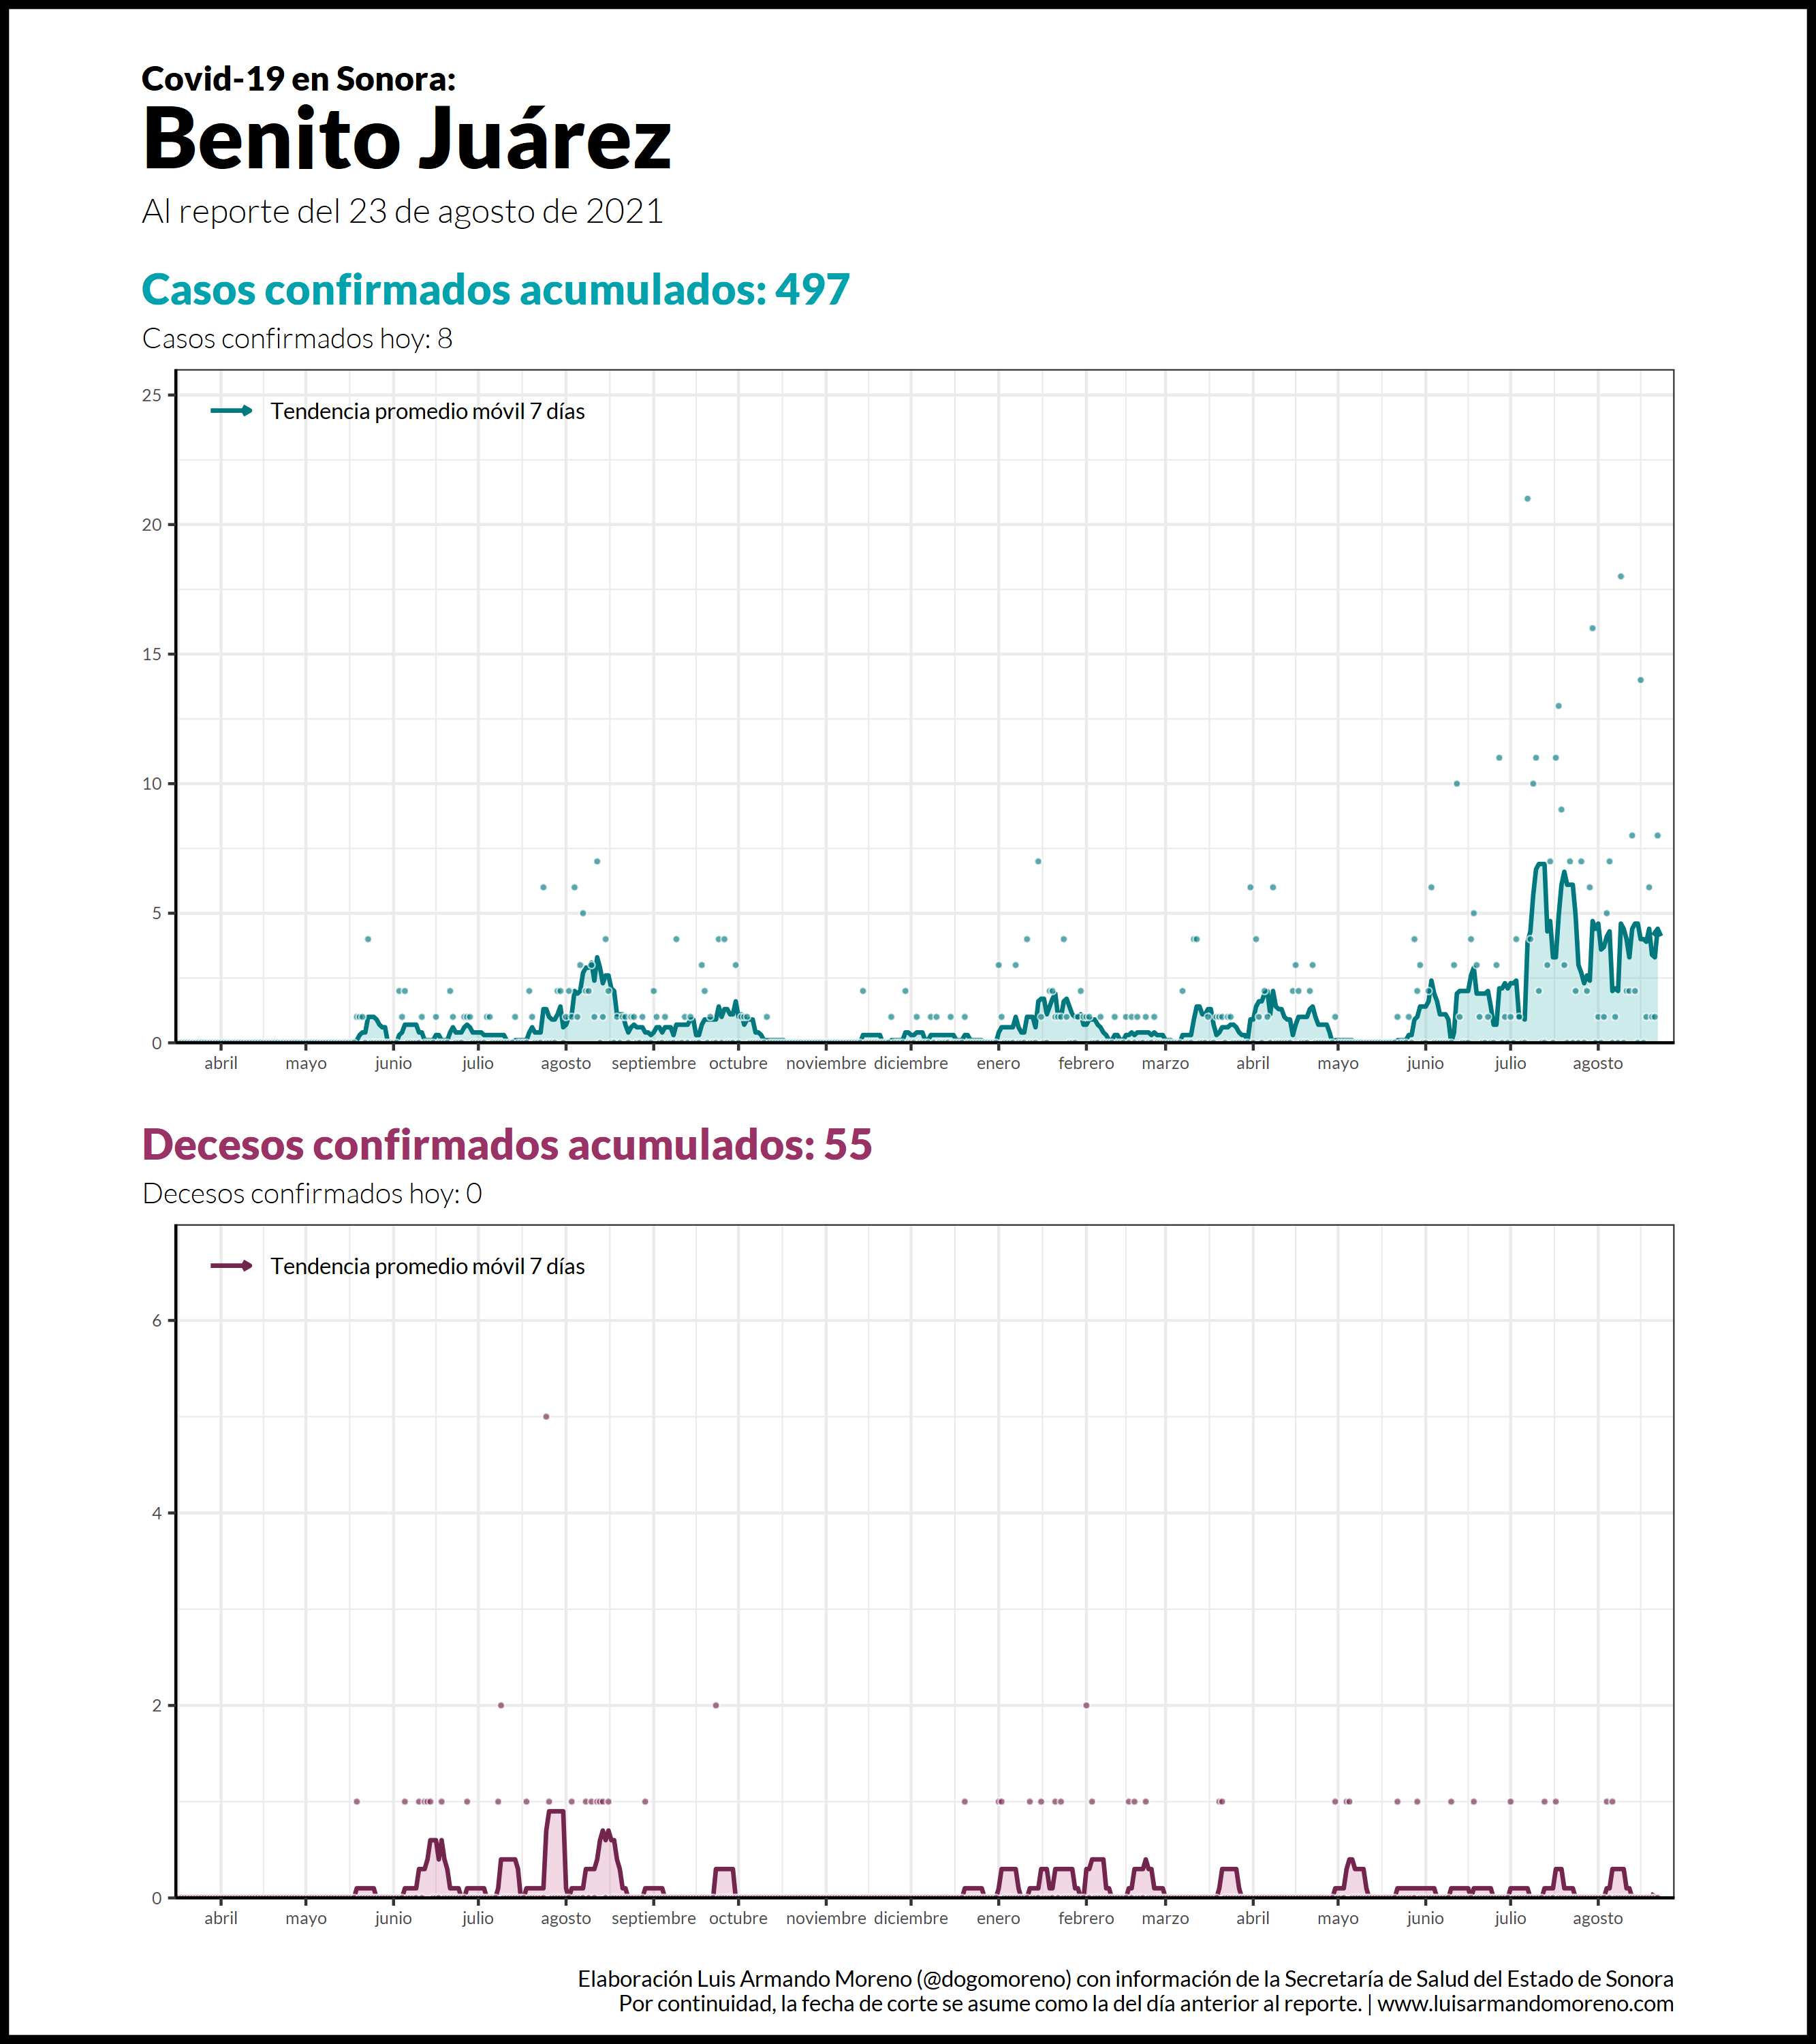 Covid-19 en Sonora:
Benito Juárez
Al reporte del 23 de agosto de 2021
Casos confirmados acumulados: 497
Casos confirmados hoy: 8
25
Tendencia promedio móvil 7 días
20
15
10
5
0
abril mayo junio julio agosto septiembre octubre noviembre diciembre enero febrero marzo abril mayo junio julio agosto
Decesos confirmados acumulados: 55
Decesos confirmados hoy: 0
Tendencia promedio móvil 7 días
6
4
2
0
abril mayo junio julio agosto septiembre octubre noviembre diciembre enero febrero marzo abril mayo junio julio agosto
Elaboración Luis Armando Moreno (@dogomoreno) con información de la Secretaría de Salud del Estado de Sonora
Por continuidad, la fecha de corte se asume como la del día anterior al reporte. | www.luisarmandomoreno.com